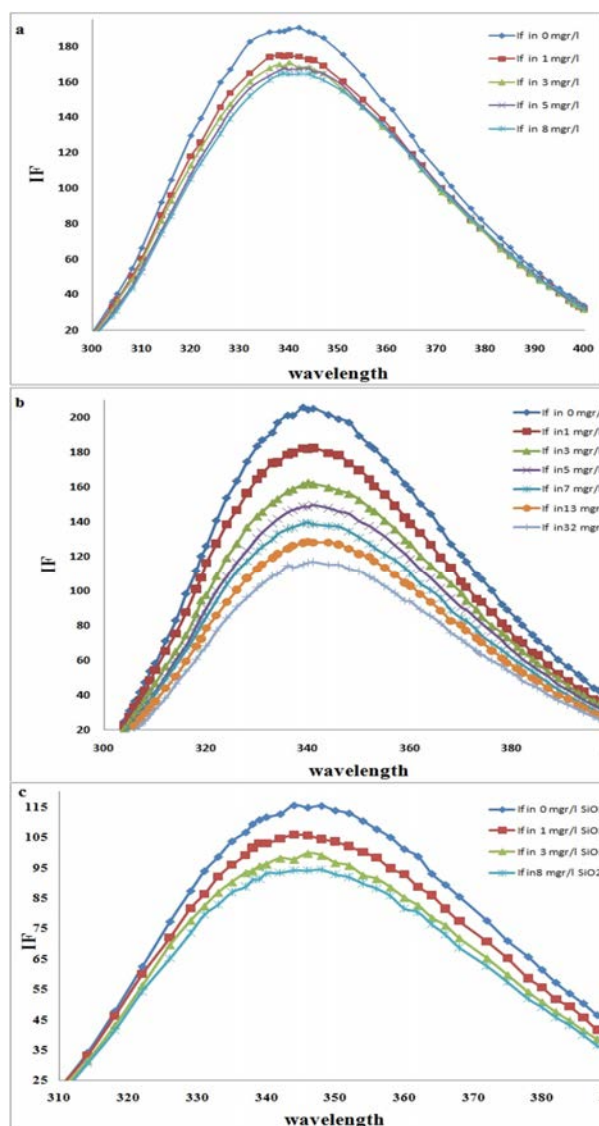 a
If in 0 mgr/l
If in 1 mgr/l
If in 3 mgr/l
If in 5 mgr/l
If in 8 mgr/l
180
160
140
120
100
80
60
40
20
IF
300 310 320 330 340 350 360 370 380 390 400
wavelength
b
If in 0 mgr/l
If in1 mgr/l
If in3 mgr/l
If in5 mgr/l
If in7 mgr/l
If in13 mgr
If in32 mgr
200
180
160
140
120
100
80
60
40
20
IF
300 320 340 360 380
wavelength
c
If in 0 mgr/l SiO
If in 1 mgr/l SiO
If in 3 mgr/l SiO
If in8 mgr/l SiO2
115
105
95
85
75
65
55
45
35
25
IF
310 320 330 340 350 360 370 380
wavelength